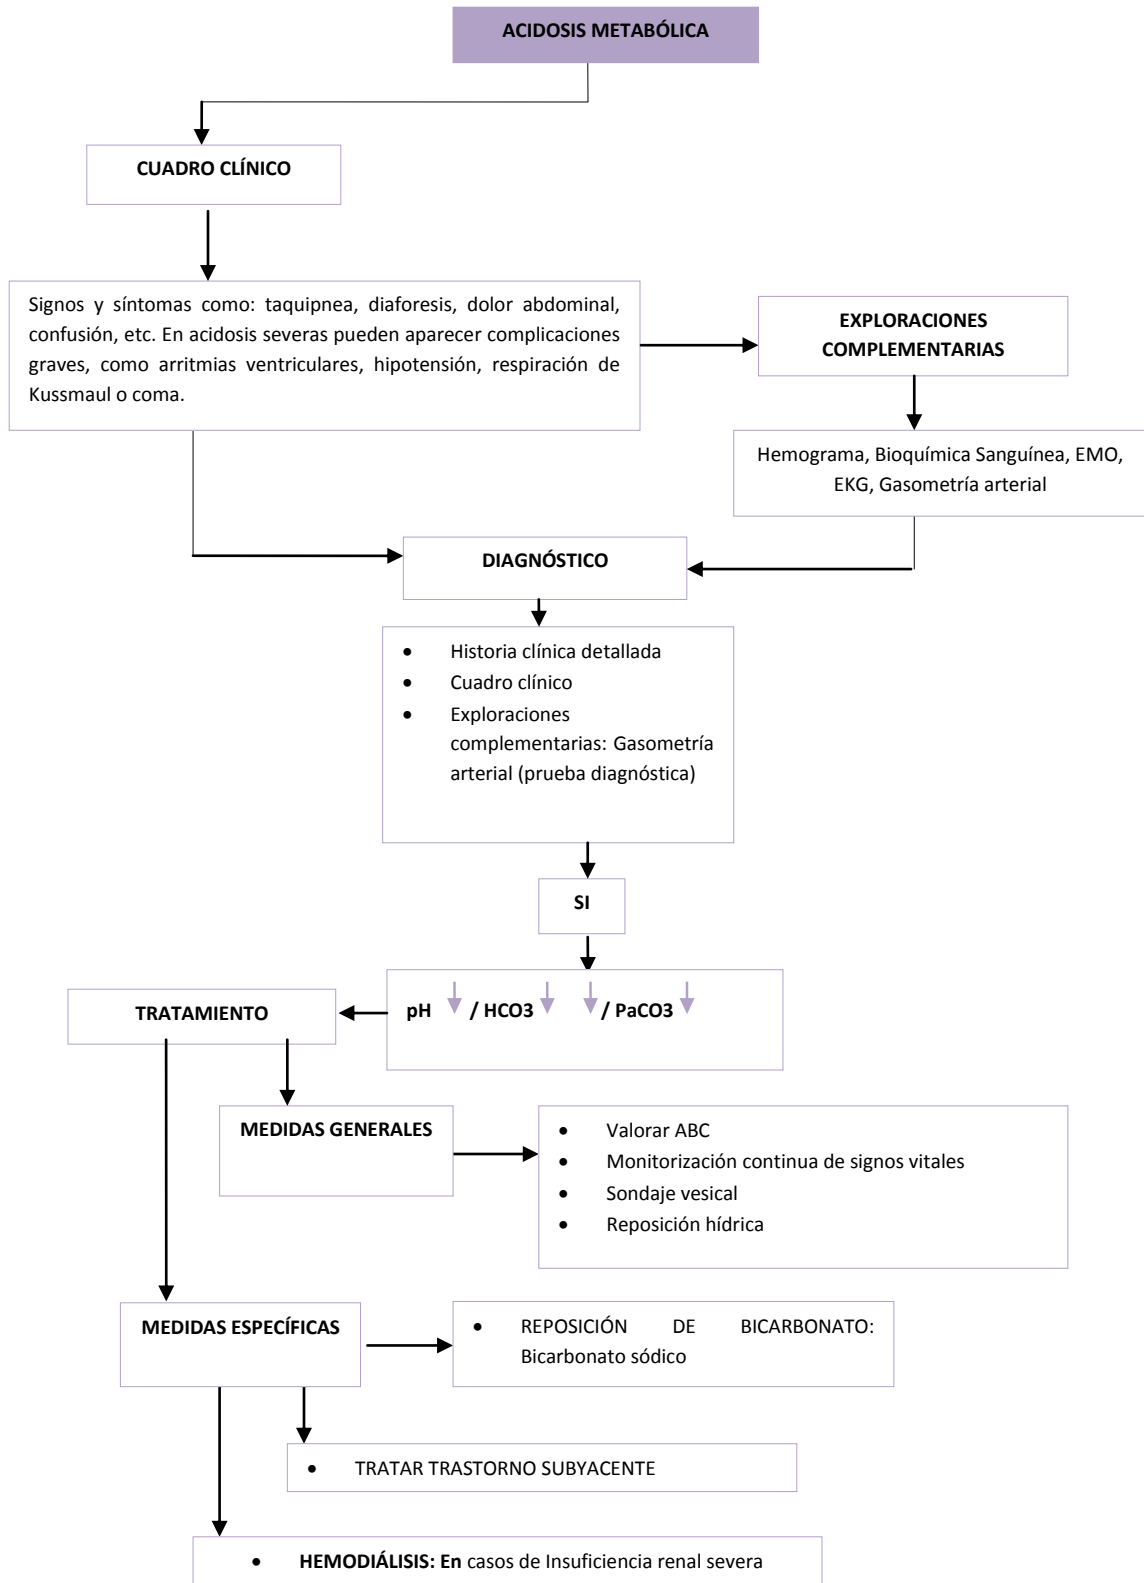 ACIDOSIS METABÓLICA
CUADRO CLÍNICO
Signos y síntomas como: taquipnea, diaforesis, dolor abdominal,
confusión, etc. En acidosis severas pueden aparecer complicaciones
graves, como arritmias ventriculares, hipotensión, respiración de
Kussmaul o coma.
EXPLORACIONES
COMPLEMENTARIAS
Hemograma, Bioquímica Sanguínea, EMO,
EKG, Gasometría arterial
DIAGNÓSTICO
• Historia clínica detallada
• Cuadro clínico
• Exploraciones
complementarias: Gasometría
arterial (prueba diagnóstica)
SI
pH ↓ / HCO3 ↓ ↓ / PaCO3 ↓
TRATAMIENTO
MEDIDAS GENERALES
• Valorar ABC
• Monitorización continua de signos vitales
• Sondaje vesical
• Reposición hídrica
MEDIDAS ESPECÍFICAS
• REPOSICIÓN DE BICARBONATO:
Bicarbonato sódico
• TRATAR TRASTORNO SUBYACENTE
• HEMODIÁLISIS: En casos de Insuficiencia renal severa